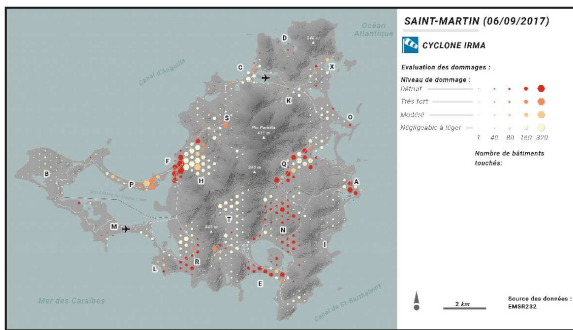 SAINT-MARTIN (06/09/2017)
CYCLONE IRMA
Evaluation des dommages :
Niveau de dommage :
Détruit
Très fort
Modéré
Négligeable à léger
1 40 80 160 320
Nombre de bâtiments
touchés:
Océan
Atlantique
Canal d'Anguilla
D
C
X
K
S
O
Pic Paradis
F
H
Q
B
P
A
M
T
N
I
L
R
E
Mer des Caraïbes
Canal de St-Barthélemy
2 km
Source des données :
EMSR232